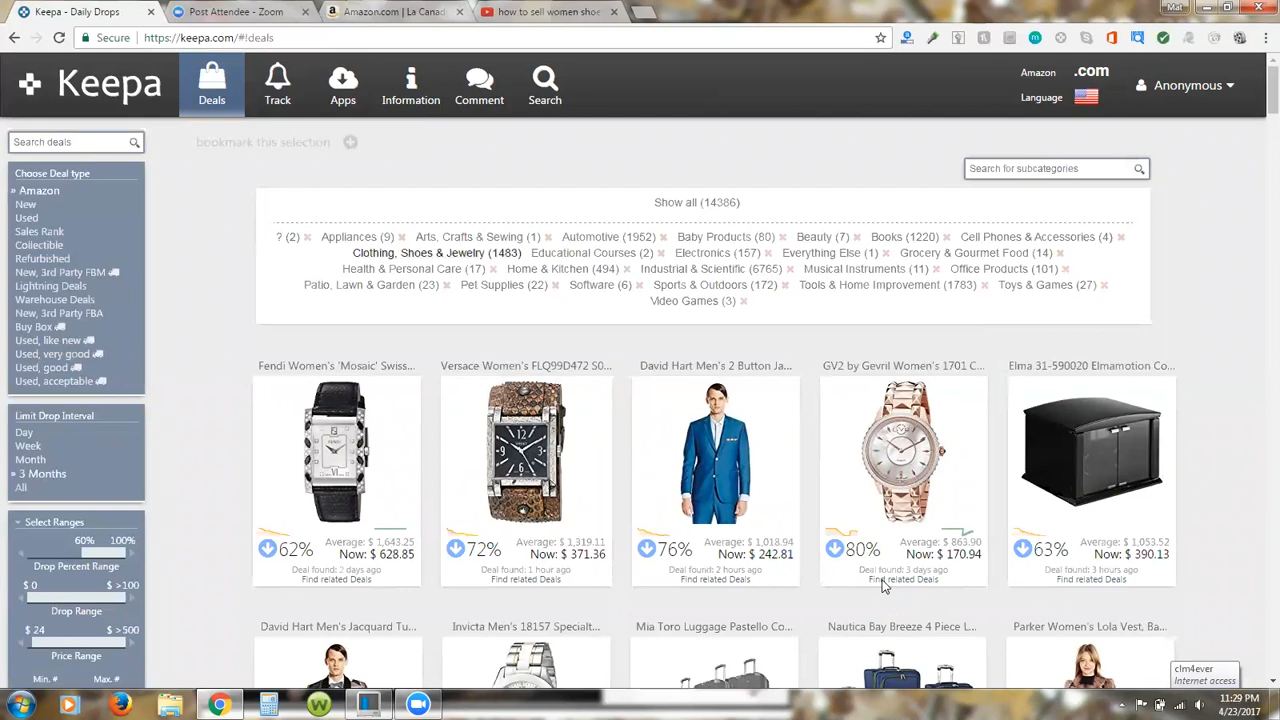 Keepa - Daily Drops
Post Attendee - Zoom
Amazon.com | La Canad
how to sell women shoe
Mat
Secure
https://keepa.com/#!deals
Keepa
Deals
Track
Apps
Information
Comment
Search
Amazon .com
Language
Anonymous
Search deals
bookmark this selection
Search for subcategories
Choose Deal type
» Amazon
New
Used
Sales Rank
Collectible
Refurbished
New, 3rd Party FBM
Lightning Deals
Warehouse Deals
New, 3rd Party FBA
Buy Box
Used, like new
Used, very good
Used, good
Used, acceptable
Limit Drop Interval
Day
Week
Month
» 3 Months
All
Select Ranges
60% 100%
Drop Percent Range
$ 0 $ >100
Drop Range
$ 24 $ >500
Price Range
Min. # Max. #
Show all (14386)
? (2) Appliances (9) Arts, Crafts & Sewing (1) Automotive (1952) Baby Products (80) Beauty (7) Books (1220) Cell Phones & Accessories (4)
Clothing, Shoes & Jewelry (1483) Educational Courses (2) Electronics (157) Everything Else (1) Grocery & Gourmet Food (14)
Health & Personal Care (17) Home & Kitchen (494) Industrial & Scientific (6765) Musical Instruments (11) Office Products (101)
Patio, Lawn & Garden (23) Pet Supplies (22) Software (6) Sports & Outdoors (172) Tools & Home Improvement (1783) Toys & Games (27)
Video Games (3)
Fendi Women's 'Mosaic' Swiss...
62%
Average: $ 1,643.25
Now: $ 628.85
Deal found: 2 days ago
Find related Deals
Versace Women's FLQ99D472 S0...
72%
Average: $ 1,319.11
Now: $ 371.36
Deal found: 1 hour ago
Find related Deals
David Hart Men's 2 Button Ja...
76%
Average: $ 1,018.94
Now: $ 242.81
Deal found: 2 hours ago
Find related Deals
GV2 by Gevril Women's 1701 C...
80%
Average: $ 863.90
Now: $ 170.94
Deal found: 3 days ago
Find related Deals
Elma 31-590020 Elmamotion Co...
63%
Average: $ 1,053.52
Now: $ 390.13
Deal found: 3 hours ago
Find related Deals
David Hart Men's Jacquard Tu...
Invicta Men's 18157 Specialt...
Mia Toro Luggage Pastello Co...
Nautica Bay Breeze 4 Piece L...
Parker Women's Lola Vest, Ba...
clm4ever
Internet access
11:29 PM
4/23/2017